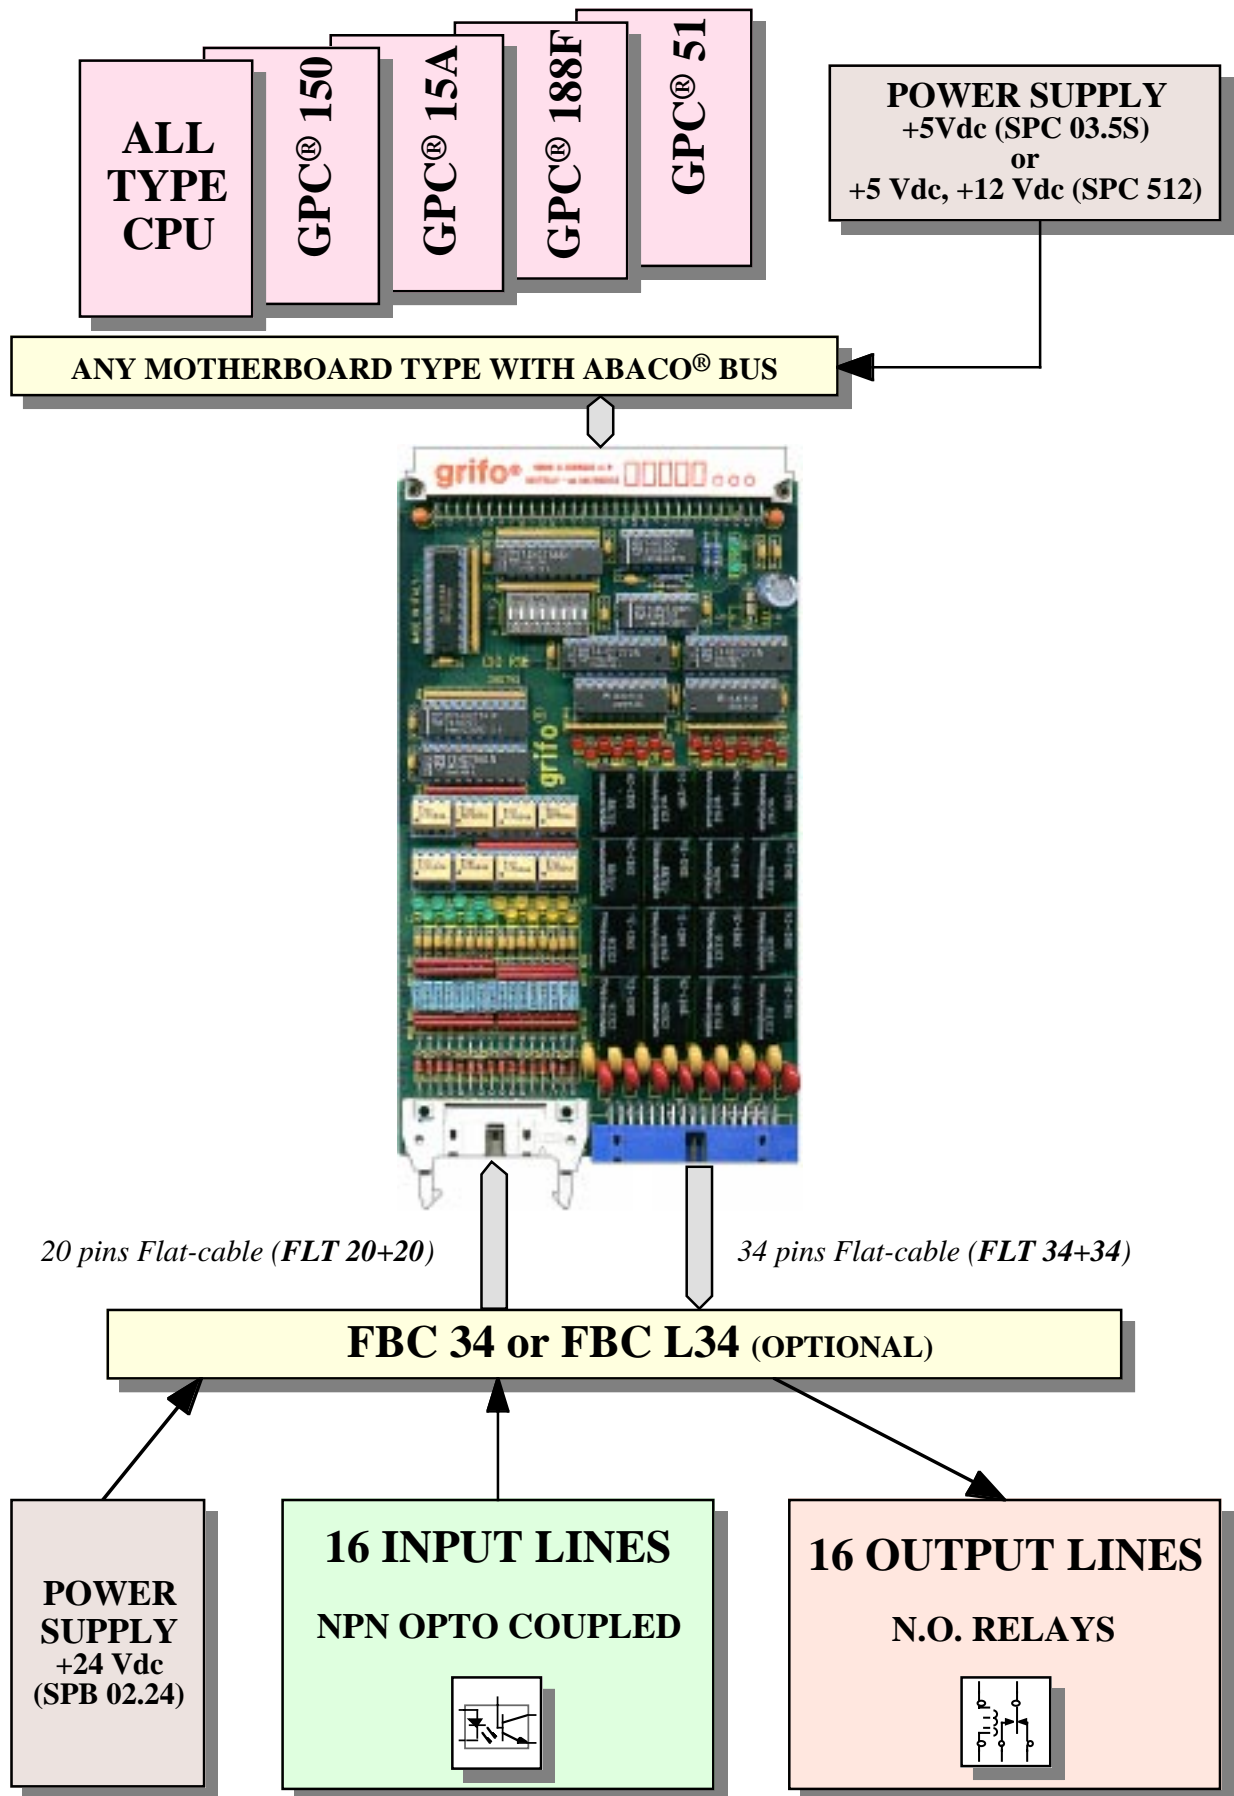 ALL
TYPE
CPU
GPC® 150
GPC® 15A
GPC® 188F
GPC® 51
POWER SUPPLY
+5Vdc (SPC 03.5S)
or
+5 Vdc, +12 Vdc (SPC 512)
ANY MOTHERBOARD TYPE WITH ABACO® BUS
grifo®
grifo®
20 pins Flat-cable (FLT 20+20)
34 pins Flat-cable (FLT 34+34)
FBC 34 or FBC L34 (OPTIONAL)
POWER
SUPPLY
+24 Vdc
(SPB 02.24)
16 INPUT LINES
NPN OPTO COUPLED
16 OUTPUT LINES
N.O. RELAYS